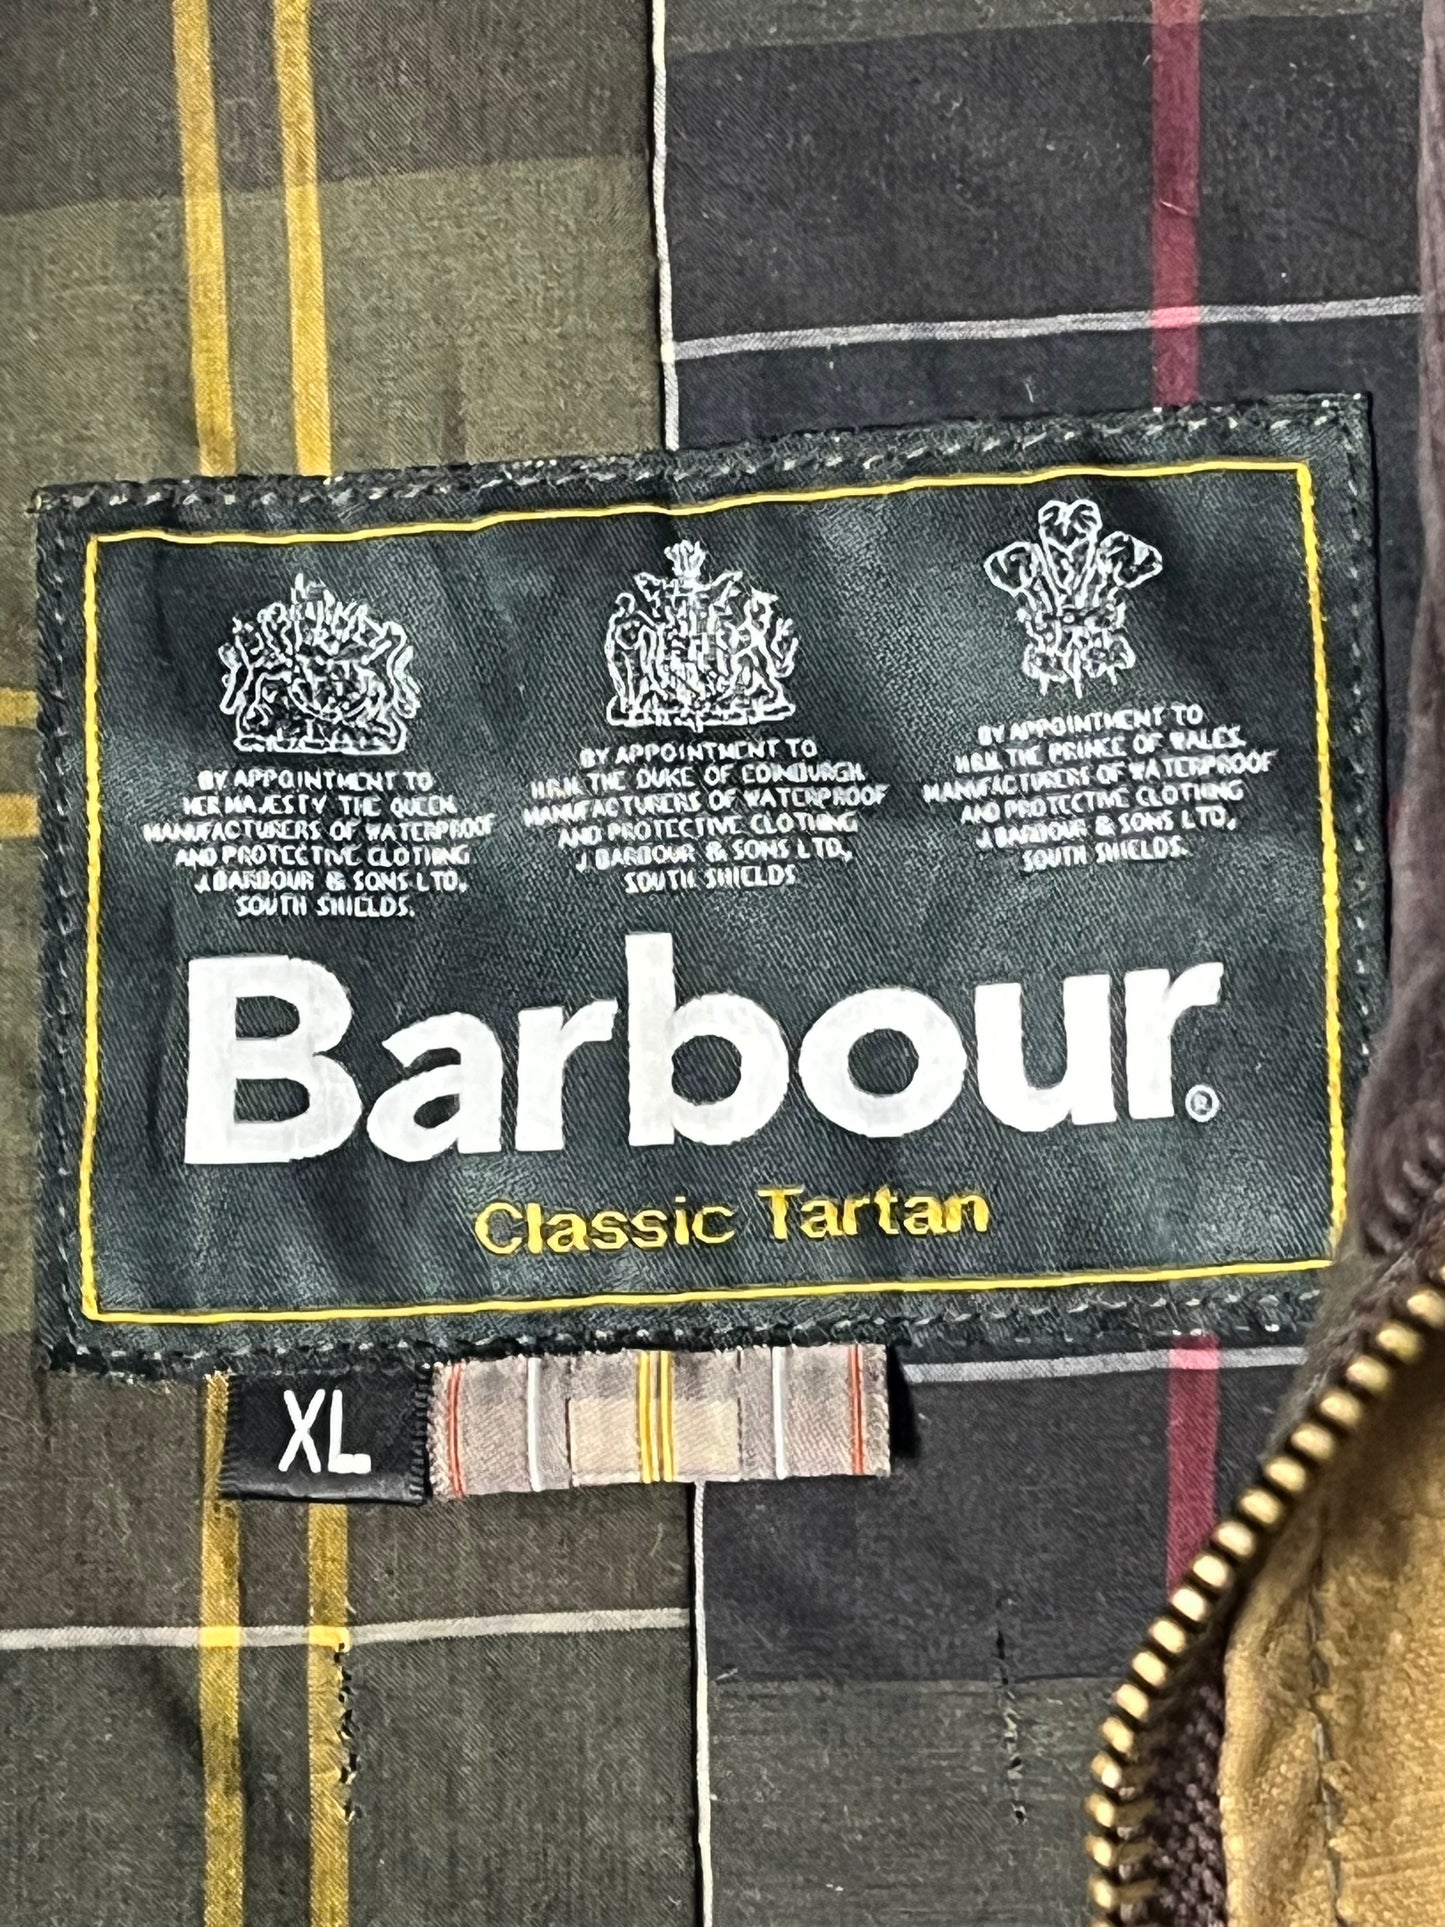 BY APPOINTMENT TO
HER MAJESTY THE QUEEN
MANUFACTURERS OF WATERPROOF
AND PROTECTIVE CLOTHING
J. BARBOUR & SONS LTD,
SOUTH SHIELDS.
BY APPOINTMENT TO
H.R.H. THE DUKE OF EDINBURGH
MANUFACTURERS OF WATERPROOF
AND PROTECTIVE CLOTHING
J. BARBOUR & SONS LTD,
SOUTH SHIELDS
BY APPOINTMENT TO
H.R.H. THE PRINCE OF WALES
MANUFACTURERS OF WATERPROOF
AND PROTECTIVE CLOTHING
J. BARBOUR & SONS LTD,
SOUTH SHIELDS.
Barbour®
Classic Tartan
XL